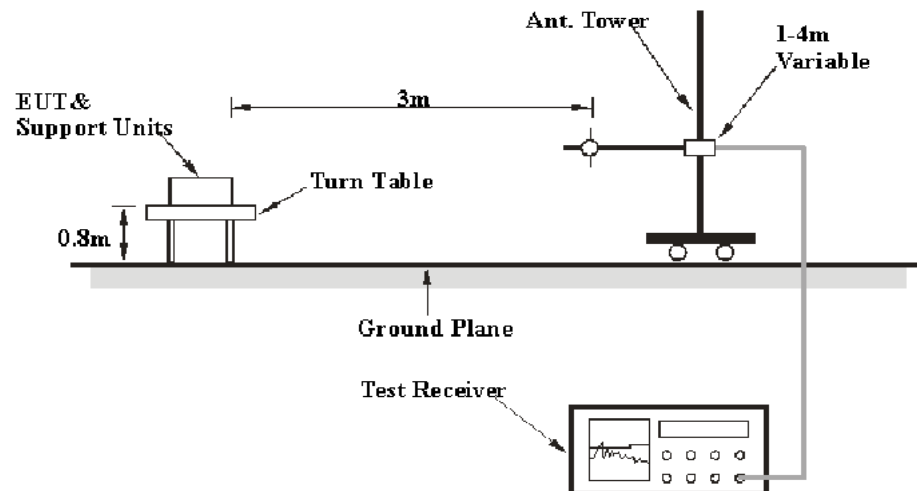 Ant. Tower
1-4m
Variable
3m
EUT&
Support Units
Turn Table
0.8m
Ground Plane
Test Receiver